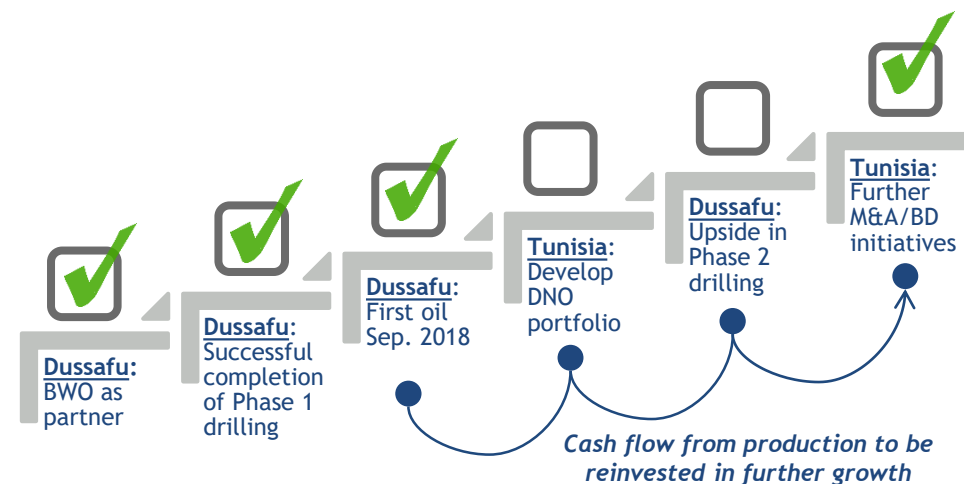 Dussafu:
BWO as
partner
Dussafu:
Successful
completion
of Phase 1
drilling
Dussafu:
First oil
Sep. 2018
Tunisia:
Develop
DNO
portfolio
Dussafu:
Upside in
Phase 2
drilling
Tunisia:
Further
M&A/BD
initiatives
Cash flow from production to be
reinvested in further growth